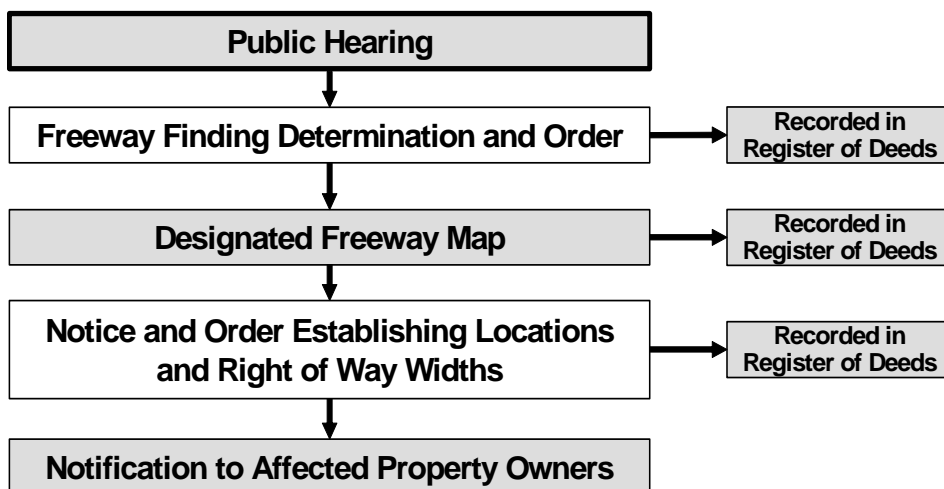 Public Hearing
Freeway Finding Determination and Order
Recorded in
Register of Deeds
Designated Freeway Map
Recorded in
Register of Deeds
Notice and Order Establishing Locations
and Right of Way Widths
Recorded in
Register of Deeds
Notification to Affected Property Owners